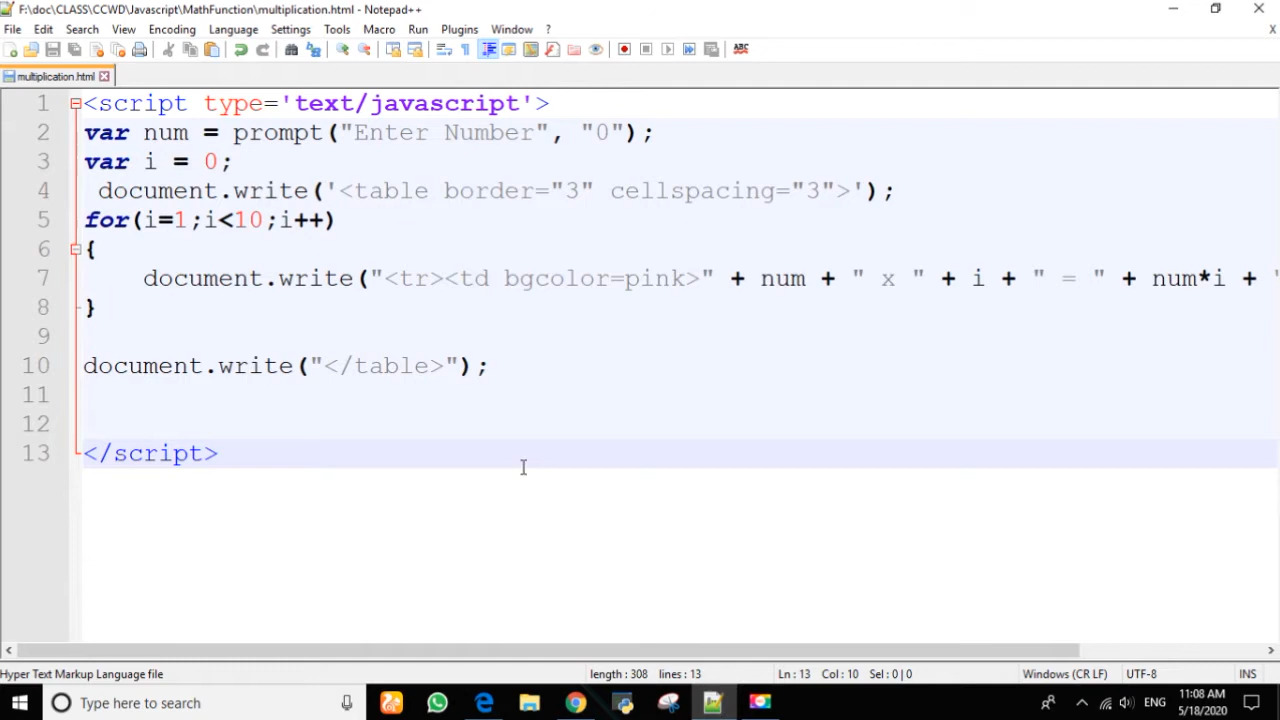 F:\doc\CLASS\CCWD\Javascript\MathFunction\multiplication.html - Notepad++
File Edit Search View Encoding Language Settings Tools Macro Run Plugins Window ? X
ABC
multiplication.html
1 <script type='text/javascript'>
2 var num = prompt("Enter Number", "0");
3 var i = 0;
4 document.write('<table border="3" cellspacing="3">');
5 for(i=1;i<10;i++)
6 {
7 document.write("<tr><td bgcolor=pink>" + num + " x " + i + " = " + num*i + "
8 }
9
10 document.write("</table>");
11
12
13 </script>
Hyper Text Markup Language file length : 308 lines : 13 Ln : 13 Col : 10 Sel : 0 | 0 Windows (CR LF) UTF-8 INS
Type here to search ENG 11:08 AM
5/18/2020